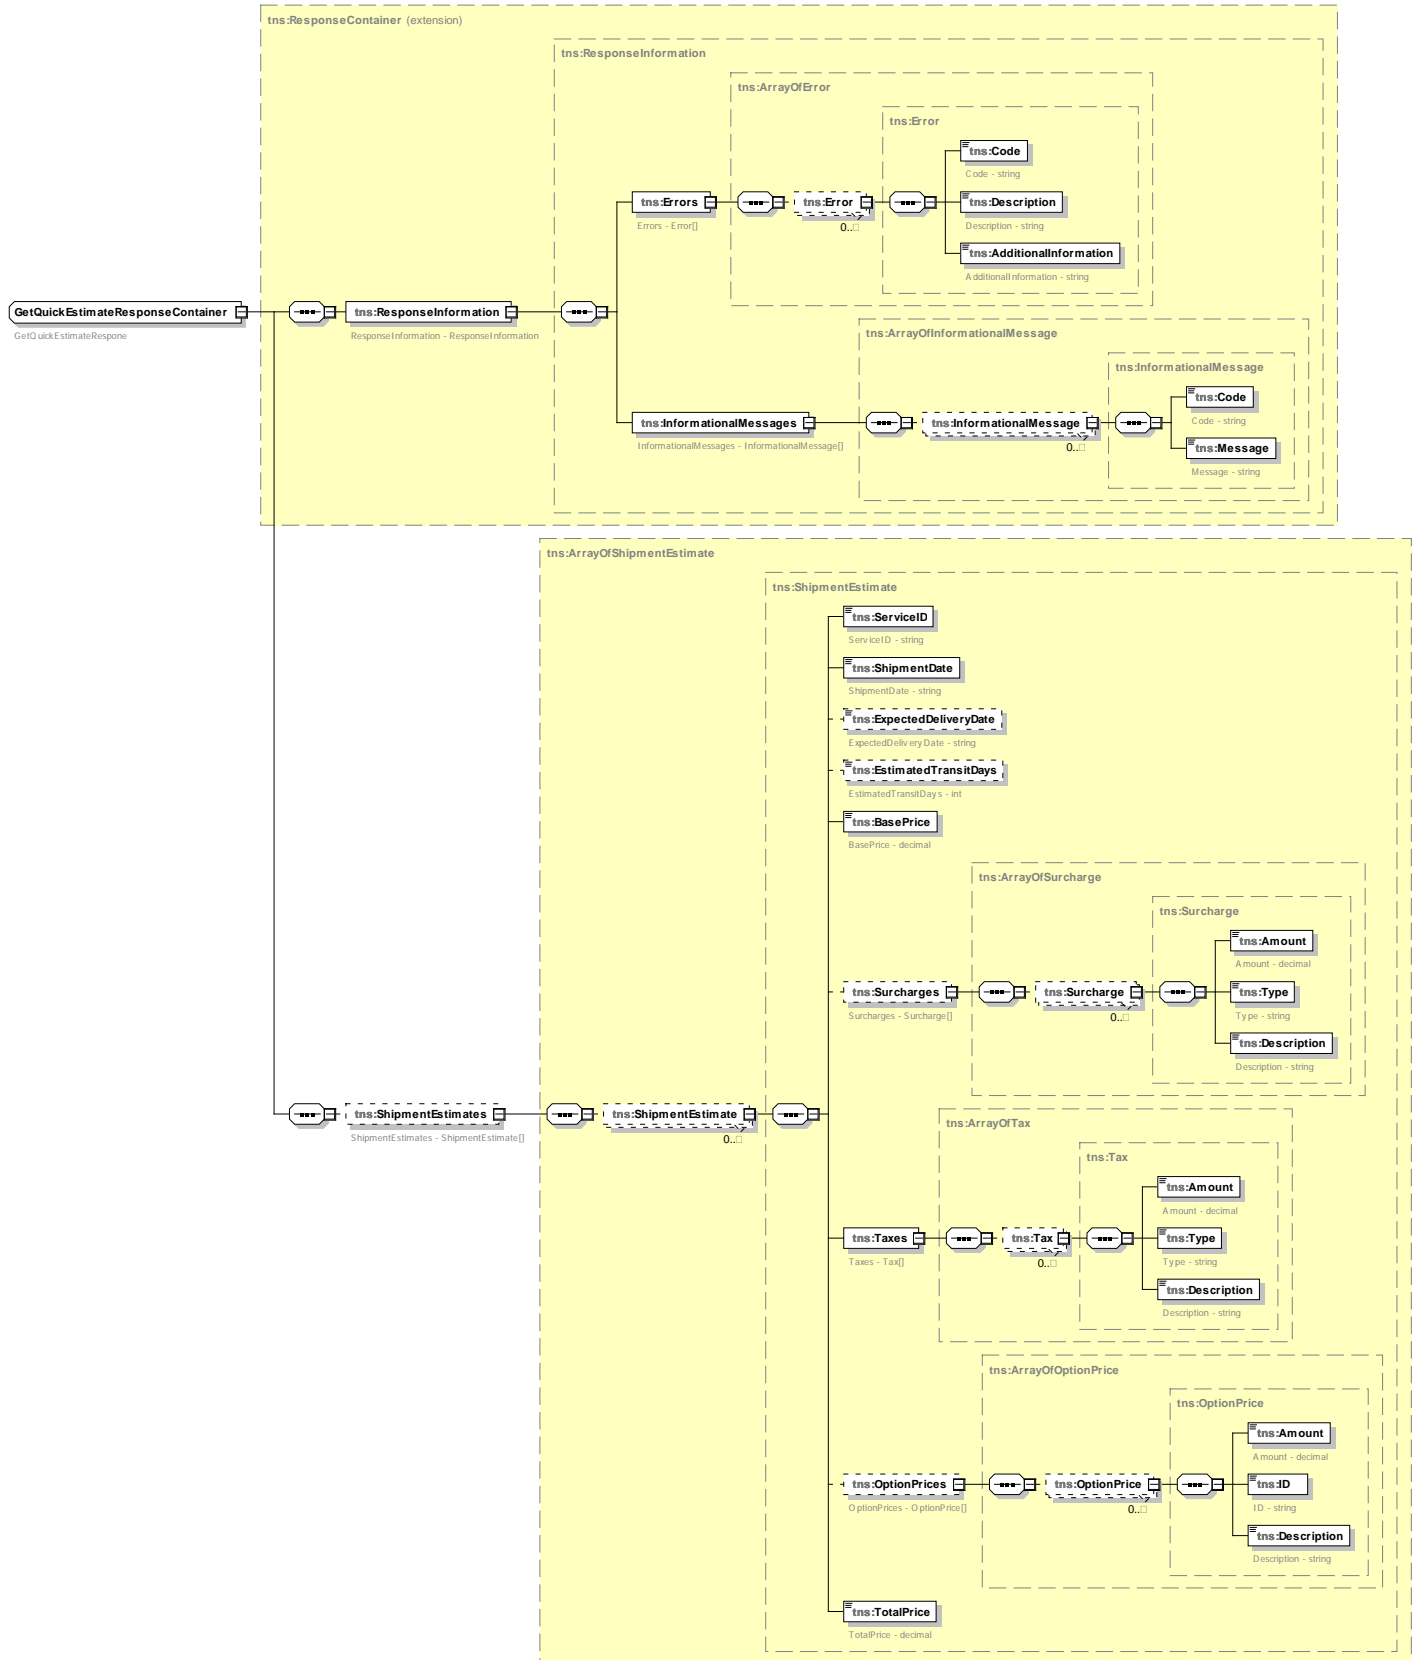 tns:ResponseContainer (extension)
tns:ResponseInformation
tns:ArrayOfError
tns:Error
tns:Code
Code - string
tns:Errors
Errors - Error[]
tns:Error
0..□
tns:Description
Description - string
tns:AdditionalInformation
AdditionalInformation - string
GetQuickEstimateResponseContainer
GetQuickEstimateRespone
tns:ResponseInformation
ResponseInformation - ResponseInformation
tns:ArrayOfInformationalMessage
tns:InformationalMessage
tns:Code
Code - string
tns:InformationalMessages
InformationalMessages - InformationalMessage[]
tns:InformationalMessage
0..□
tns:Message
Message - string
tns:ArrayOfShipmentEstimate
tns:ShipmentEstimate
tns:ServiceID
ServiceID - string
tns:ShipmentDate
ShipmentDate - string
tns:ExpectedDeliveryDate
ExpectedDeliveryDate - string
tns:EstimatedTransitDays
EstimatedTransitDays - int
tns:BasePrice
BasePrice - decimal
tns:ArrayOfSurcharge
tns:Surcharge
tns:Amount
Amount - decimal
tns:Surcharges
Surcharges - Surcharge[]
tns:Surcharge
0..□
tns:Type
Type - string
tns:Description
Description - string
tns:ShipmentEstimates
ShipmentEstimates - ShipmentEstimate[]
tns:ShipmentEstimate
0..□
tns:ArrayOfTax
tns:Tax
tns:Amount
Amount - decimal
tns:Taxes
Taxes - Tax[]
tns:Tax
0..□
tns:Type
Type - string
tns:Description
Description - string
tns:ArrayOfOptionPrice
tns:OptionPrice
tns:Amount
Amount - decimal
tns:OptionPrices
OptionPrices - OptionPrice[]
tns:OptionPrice
0..□
tns:ID
ID - string
tns:Description
Description - string
tns:TotalPrice
TotalPrice - decimal